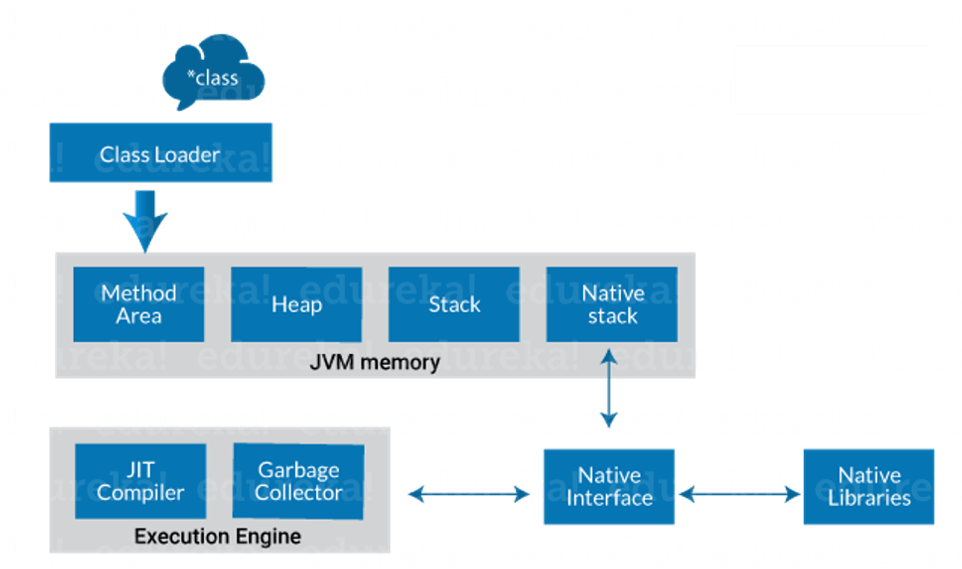 *class
Class Loader
Method
Area
Heap
Stack
Native
stack
JVM memory
JIT
Compiler
Garbage
Collector
Execution Engine
Native
Interface
Native
Libraries
edureka!